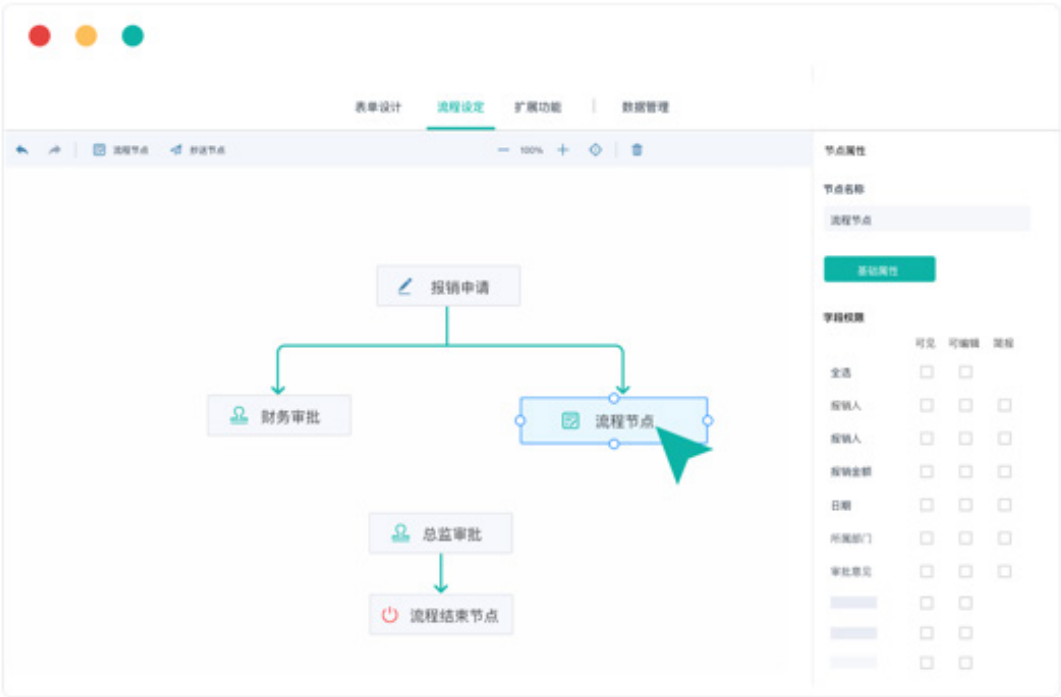 表单设计 流程设定 扩展功能 | 数据管理
流程节点 抄送节点 — 100% +
节点属性
节点名称
流程节点
基础属性
报销申请
财务审批
流程节点
总监审批
流程结束节点
字段权限
可见 可编辑 简报
全选
报销人
报销人
报销金额
日期
所属部门
审批意见